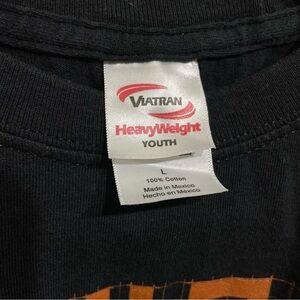 VIATRAN
HeavyWeight
YOUTH
L
100% Cotton
Made in Mexico
Hecho en México